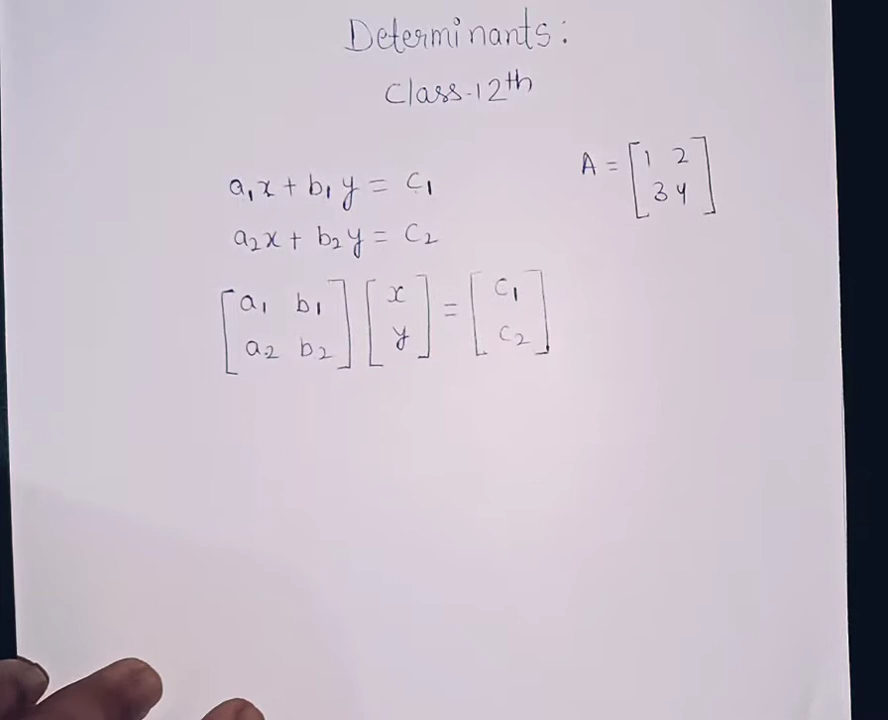 Determinants:
Class-12th
a₁x + b₁y = c₁
a₂x + b₂y = c₂
A = [1 2
3 4]
[a₁ b₁ [x = [c₁
a₂ b₂] y] c₂]